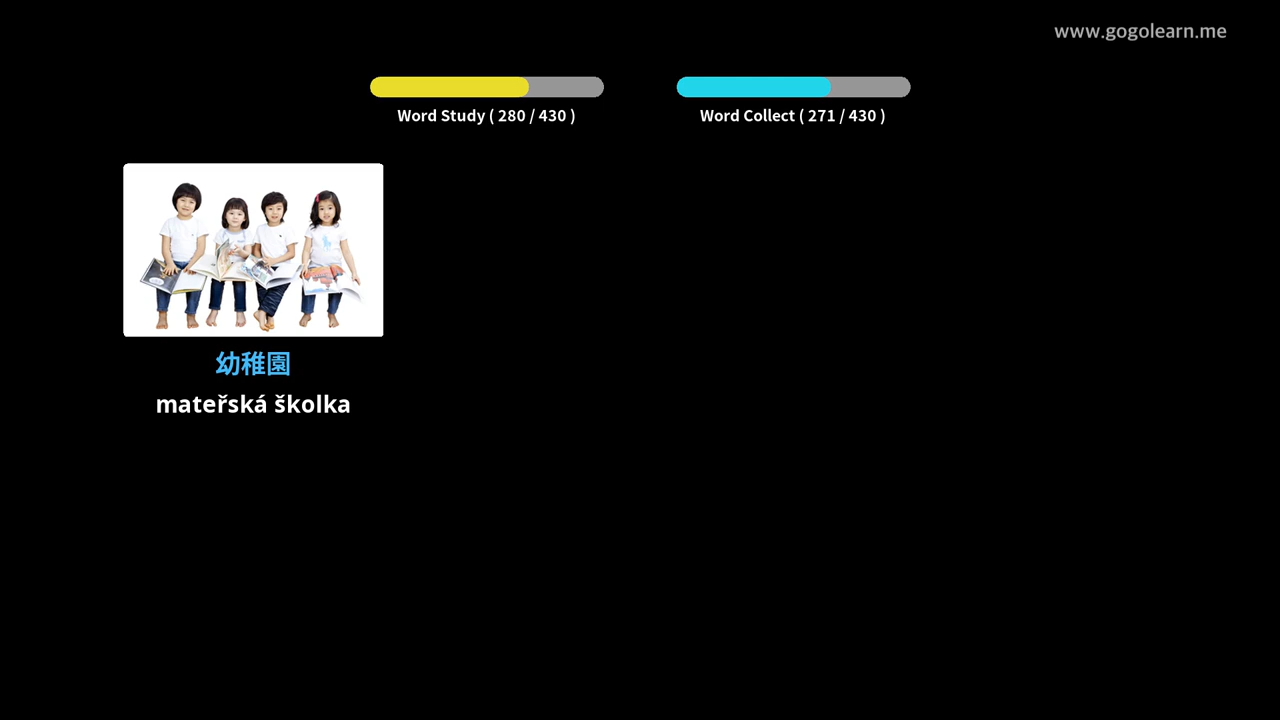 www.gogolearn.me
Word Study ( 280 / 430 )
Word Collect ( 271 / 430 )
幼稚園
mateřská školka